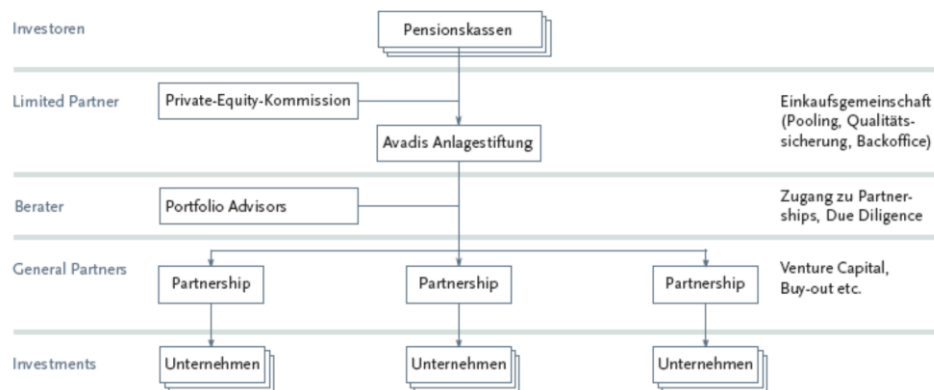 Investoren
Pensionskassen
Limited Partner
Private-Equity-Kommission
Avadis Anlagestiftung
Einkaufsgemeinschaft
(Pooling, Qualitäts-
sicherung, Backoffice)
Berater
Portfolio Advisors
Zugang zu Partner-
ships, Due Diligence
General Partners
Partnership
Partnership
Partnership
Venture Capital,
Buy-out etc.
Investments
Unternehmen
Unternehmen
Unternehmen